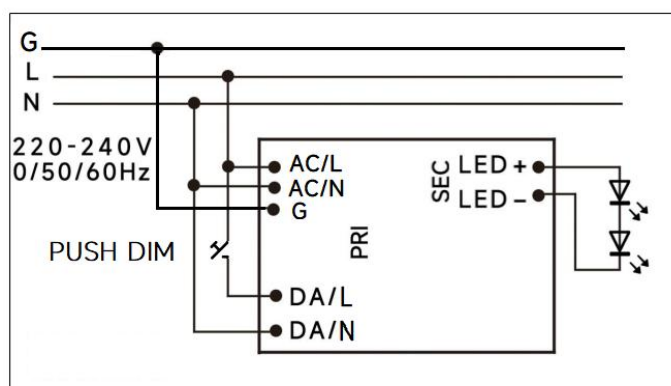 G
L
N
220-240V
0/50/60Hz
AC/L
AC/N
G
PRI
SEC
LED +
LED -
PUSH DIM
DA/L
DA/N